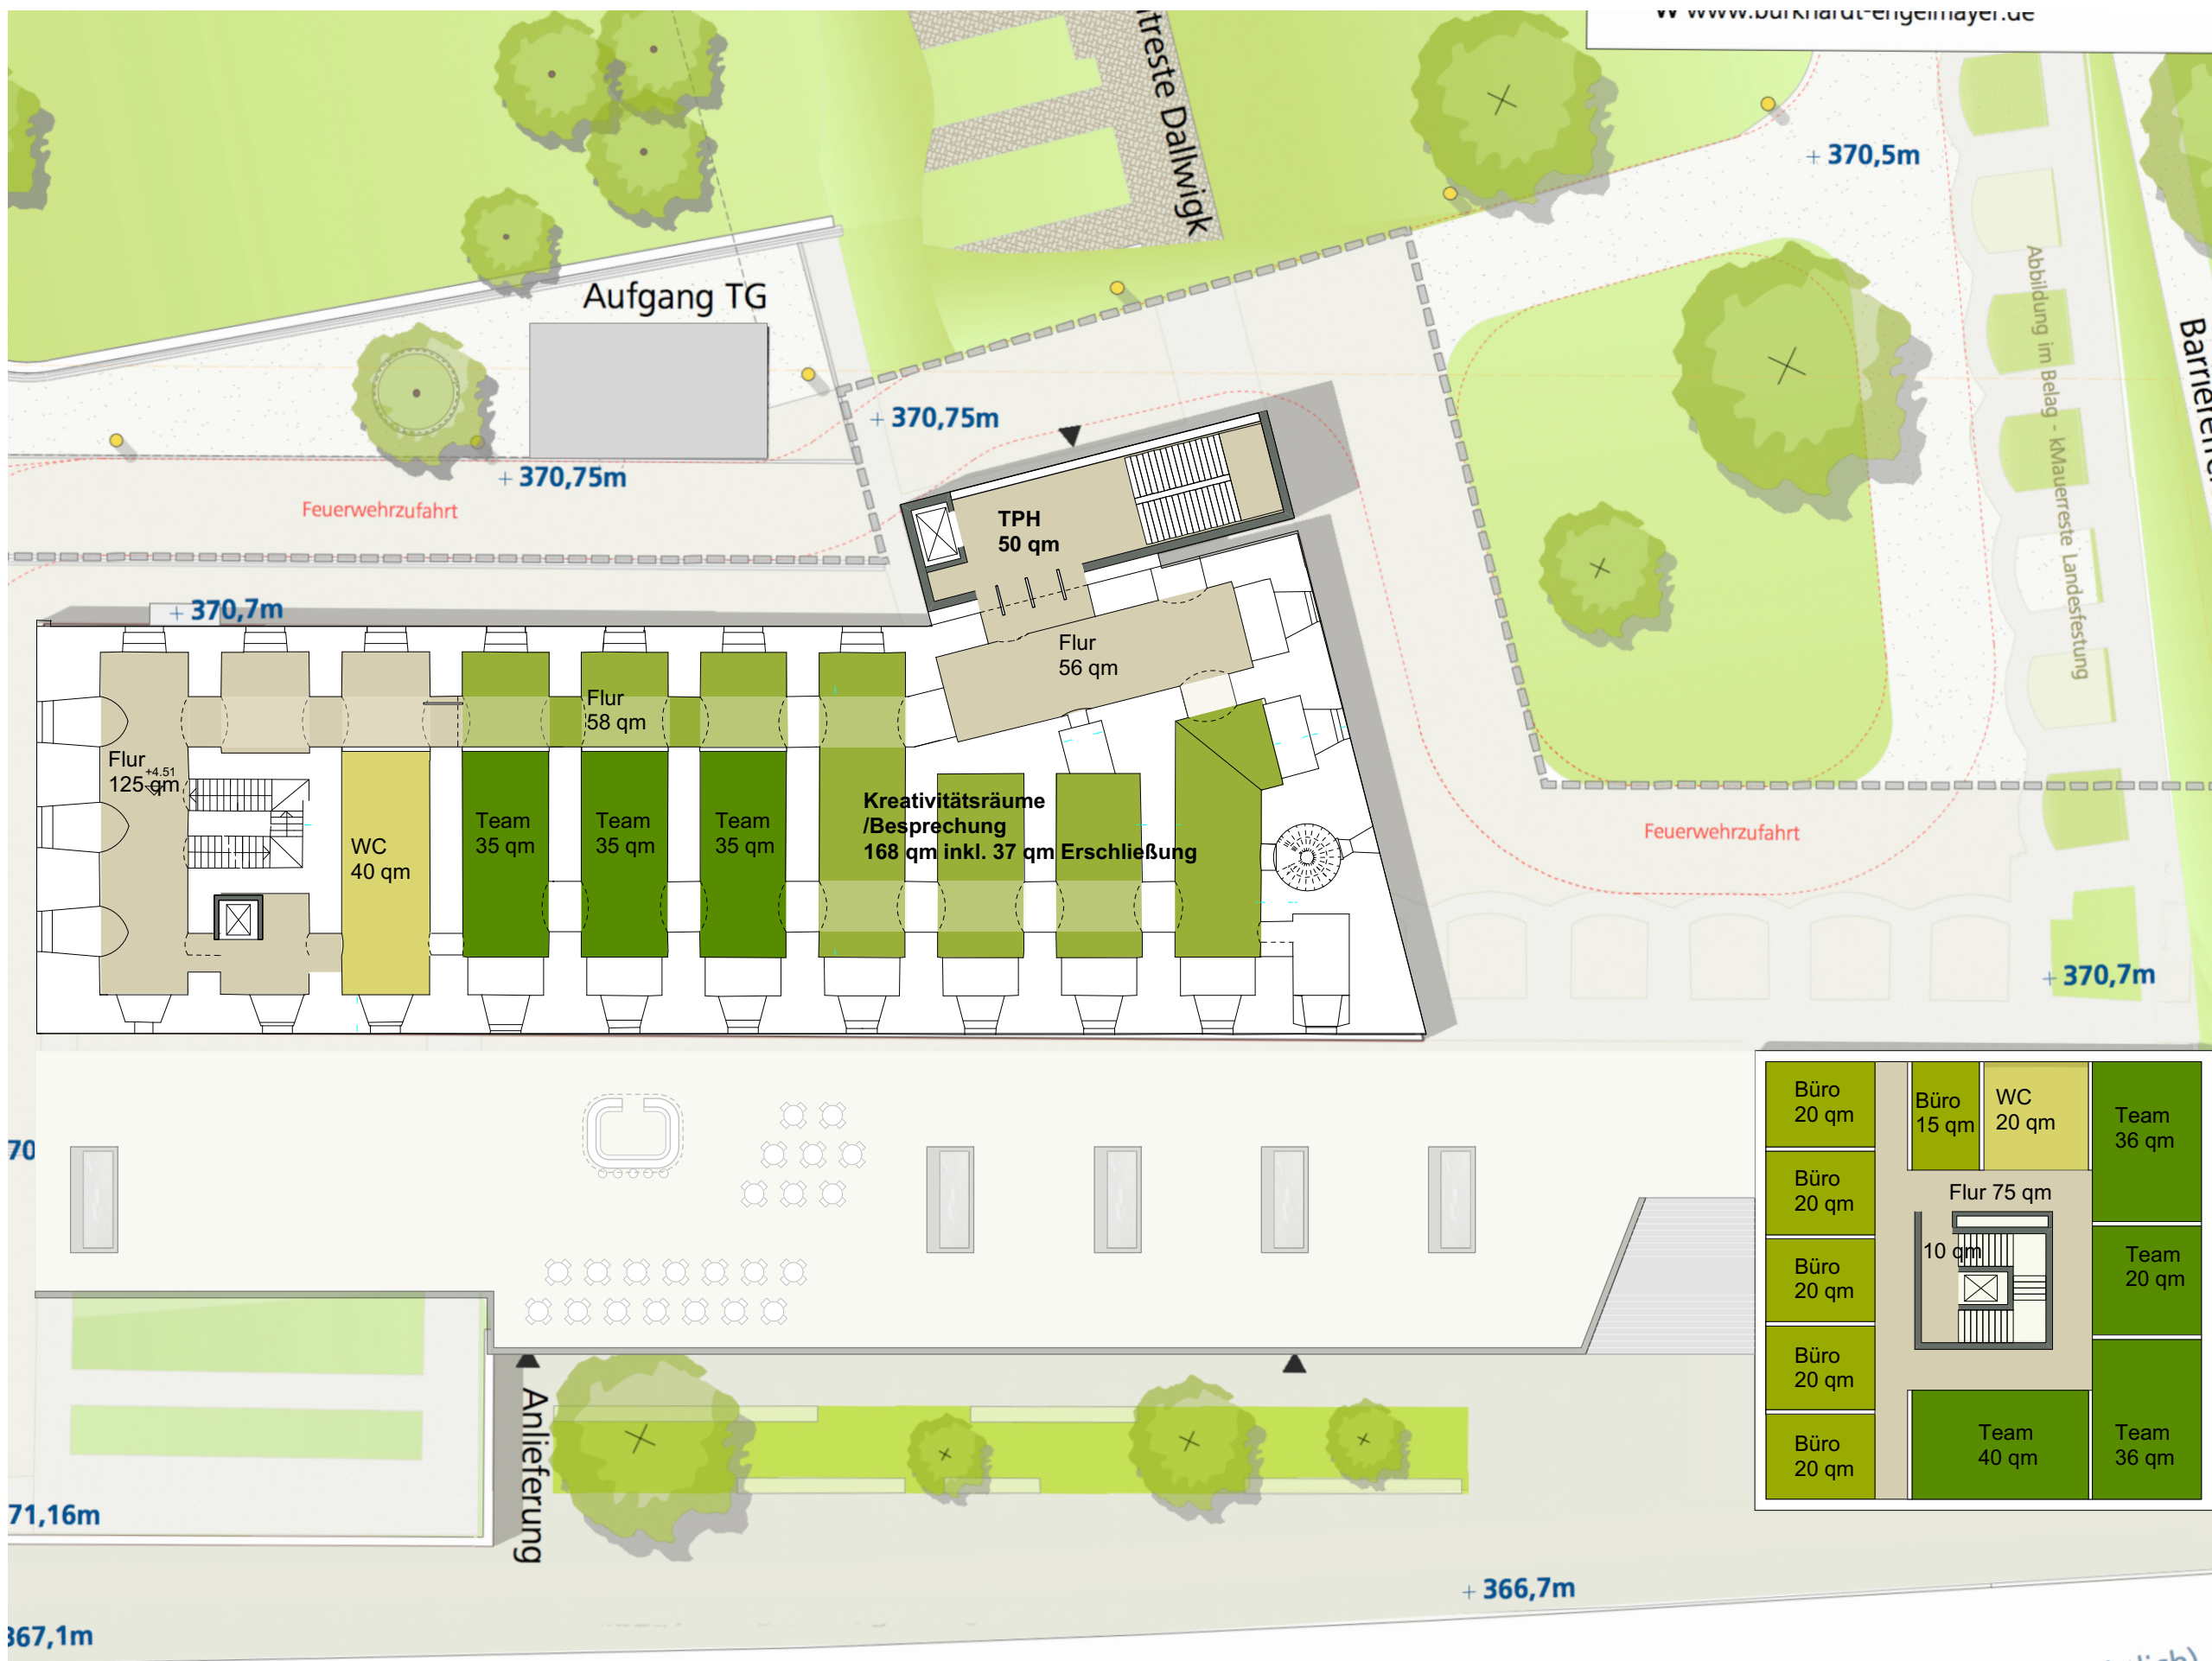 W www.burkhardt-engelmayer.de
Dallwigk
+ 370,5m
Aufgang TG
+ 370,75m
+ 370,75m
Feuerwehrzufahrt
+ 370,7m
TPH
50 qm
Flur
56 qm
Flur
58 qm
Flur
+4.51
125 qm
WC
40 qm
Team
35 qm
Team
35 qm
Team
35 qm
Kreativitätsräume
/Besprechung
168 qm inkl. 37 qm Erschließung
Abbildung im Belag - kMauerreste Landesfestung
Feuerwehrzufahrt
+ 370,7m
Büro
20 qm
Büro
15 qm
WC
20 qm
Team
36 qm
Büro
20 qm
Flur 75 qm
10 qm
Büro
20 qm
Team
20 qm
Büro
20 qm
Büro
20 qm
Team
40 qm
Team
36 qm
70
Anlieferung
71,16m
+ 366,7m
367,1m